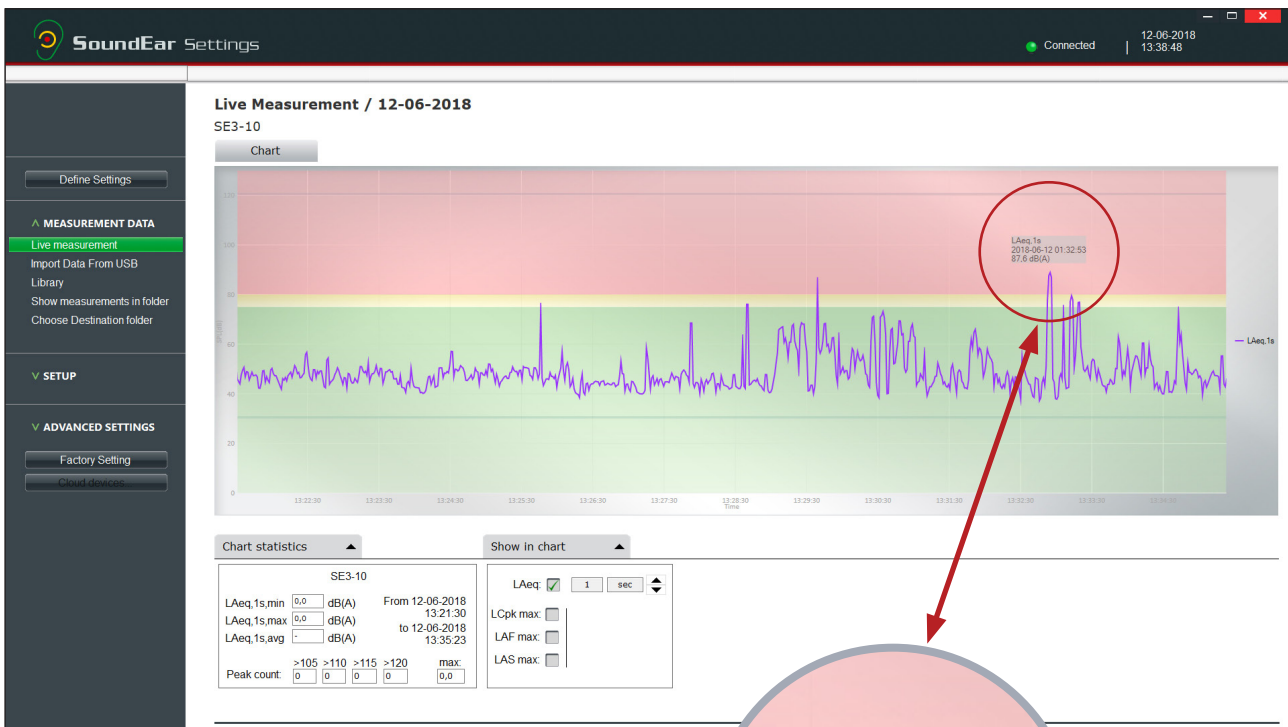 SoundEar Settings
Connected | 12-06-2018
13:38:48
Live Measurement / 12-06-2018
SE3-10
Chart
Define Settings
∧ MEASUREMENT DATA
Live measurement
Import Data From USB
Library
Show measurements in folder
Choose Destination folder
∨ SETUP
∨ ADVANCED SETTINGS
Factory Setting
Cloud devices...
120
100
80
60
40
20
0
LAeq,1s
2018-06-12 01:32:53
87,6 dB(A)
LAeq,1s
13:22:30 13:23:30 13:24:30 13:25:30 13:26:30 13:27:30 13:28:30 13:29:30 13:30:30 13:31:30 13:32:30 13:33:30 13:34:30
Time
Chart statistics
SE3-10
LAeq,1s,min 0,0 dB(A)
LAeq,1s,max 0,0 dB(A)
LAeq,1s,avg - dB(A)
From 12-06-2018
13:21:30
to 12-06-2018
13:35:23
>105 >110 >115 >120 max:
Peak count: 0 0 0 0 0,0
Show in chart
LAeq: 1 sec
LCpk max:
LAF max:
LAS max: